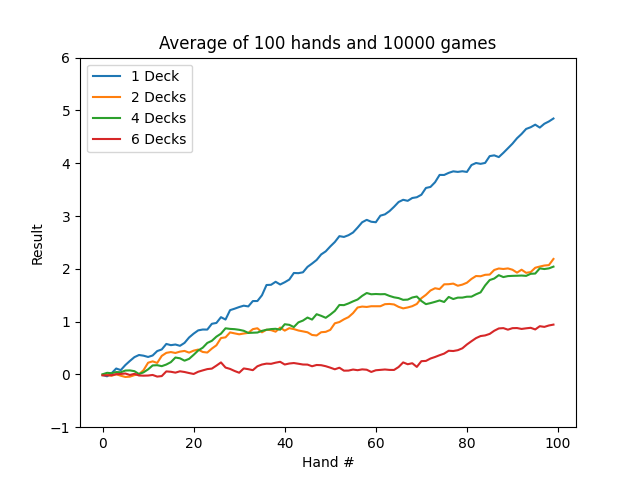 Average of 100 hands and 10000 games
6
5
4
3
2
1
0
−1
Result
1 Deck
2 Decks
4 Decks
6 Decks
0
20
40
60
80
100
Hand #